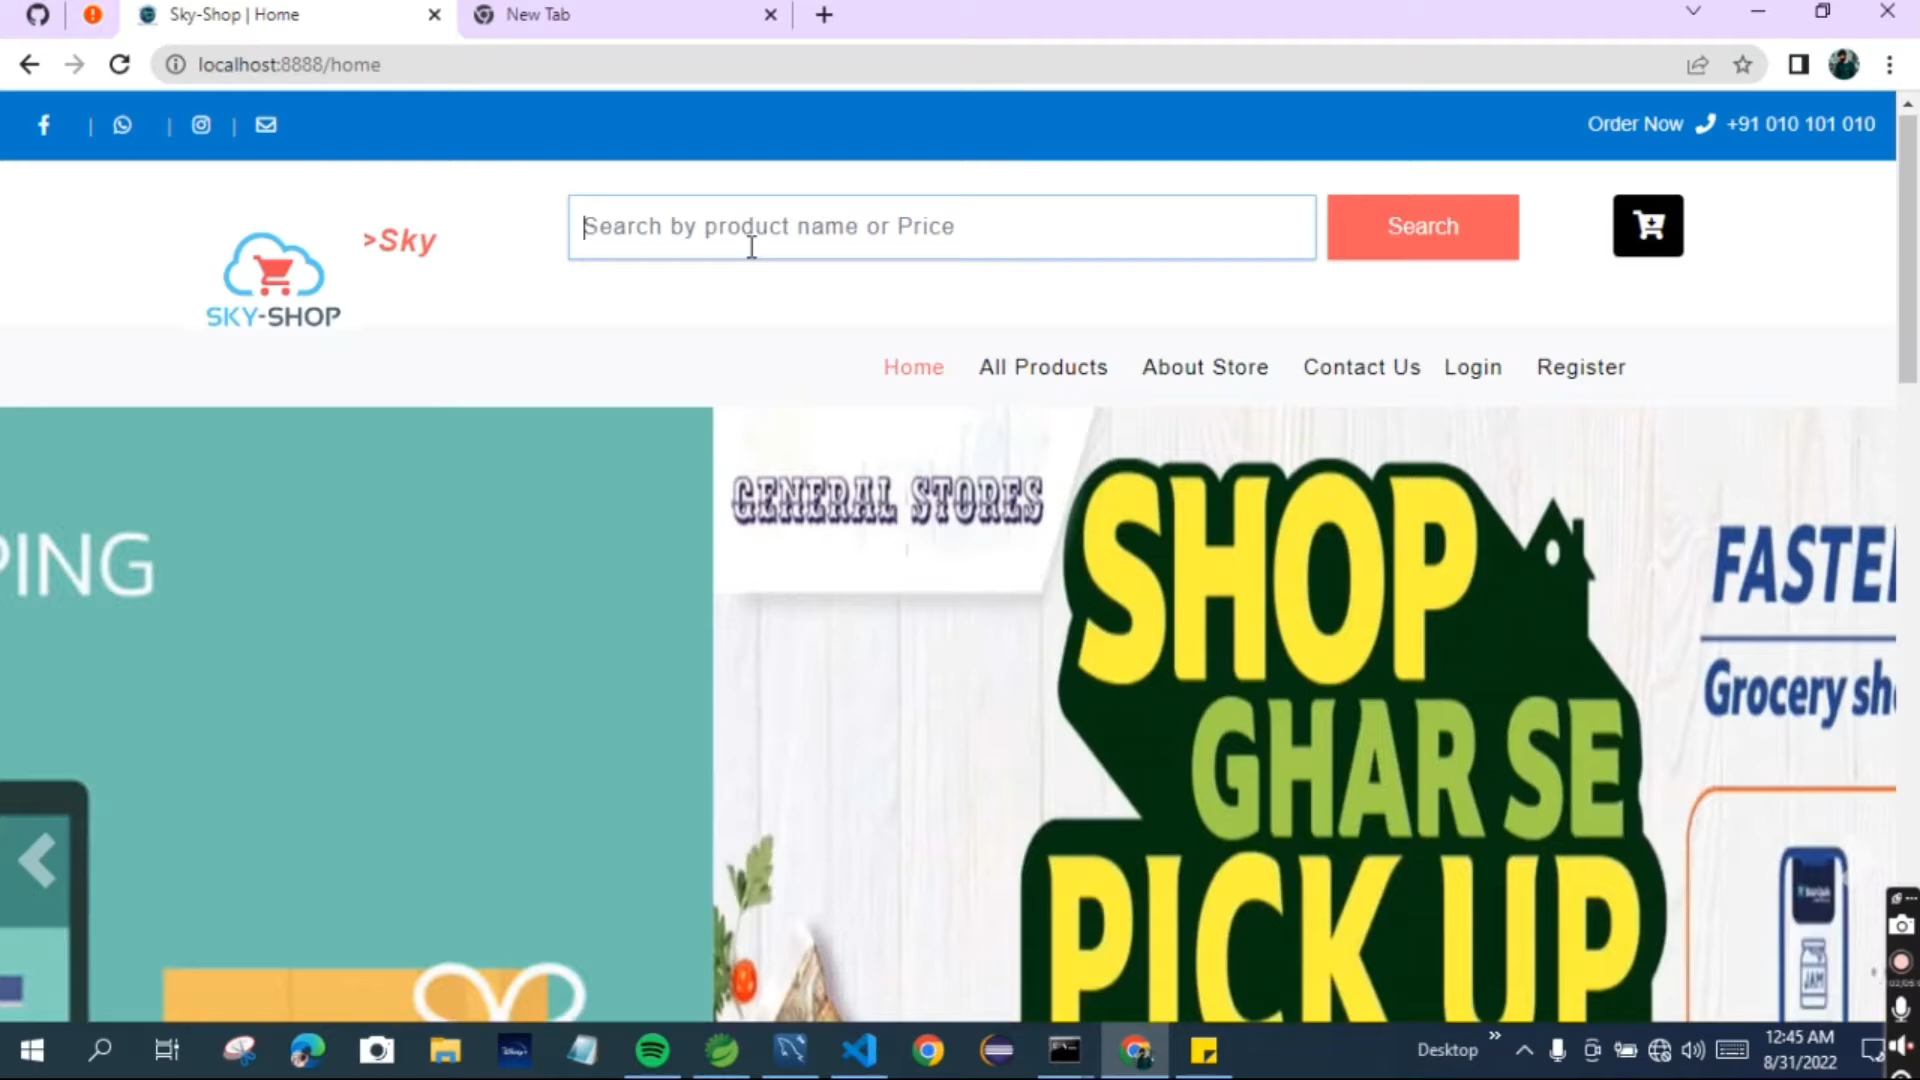 Sky-Shop | Home
New Tab
localhost:8888/home
Order Now +91 010 101 010
>Sky
Search by product name or Price
Search
SKY-SHOP
Home All Products About Store Contact Us Login Register
PING
GENERAL STORES
SHOP
GHAR SE
PICK UP
FASTE
Grocery sh
JAM
Desktop
12:45 AM
8/31/2022